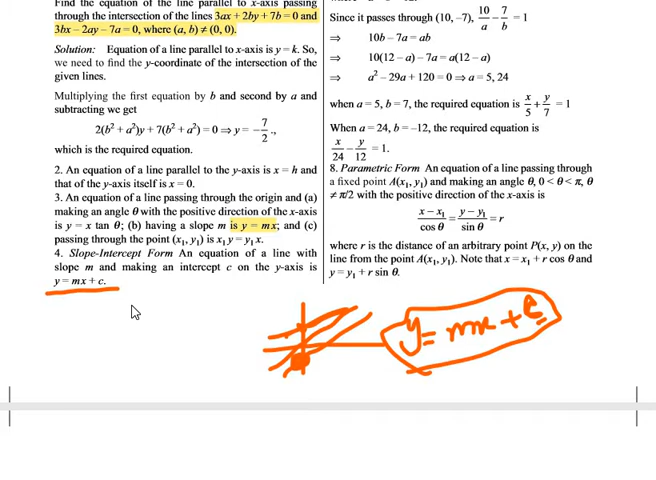 Find the equation of the line parallel to x-axis passing
through the intersection of the lines 3ax + 2by + 7b = 0 and
3bx – 2ay – 7a = 0, where (a, b) ≠ (0, 0).
Solution: Equation of a line parallel to x-axis is y = k. So,
we need to find the y-coordinate of the intersection of the
given lines.
Multiplying the first equation by b and second by a and
subtracting we get
2(b² + a²)y + 7(b² + a²) = 0 ⇒ y = – 7/2 .,
which is the required equation.
2. An equation of a line parallel to the y-axis is x = h and
that of the y-axis itself is x = 0.
3. An equation of a line passing through the origin and (a)
making an angle θ with the positive direction of the x-axis
is y = x tan θ; (b) having a slope m is y = mx; and (c)
passing through the point (x₁, y₁) is x₁ y = y₁ x.
4. Slope-Intercept Form An equation of a line with
slope m and making an intercept c on the y-axis is
y = mx + c.
Since it passes through (10, –7), 10/a – 7/b = 1
⇒ 10b – 7a = ab
⇒ 10(12 – a) – 7a = a(12 – a)
⇒ a² – 29a + 120 = 0 ⇒ a = 5, 24
when a = 5, b = 7, the required equation is x/5 + y/7 = 1
When a = 24, b = –12, the required equation is
x/24 – y/12 = 1.
8. Parametric Form An equation of a line passing through
a fixed point A(x₁, y₁) and making an angle θ, 0 < θ < π, θ
≠ π/2 with the positive direction of the x-axis is
x – x₁/cos θ = y – y₁/sin θ = r
where r is the distance of an arbitrary point P(x, y) on the
line from the point A(x₁, y₁). Note that x = x₁ + r cos θ and
y = y₁ + r sin θ.
y = mx + c